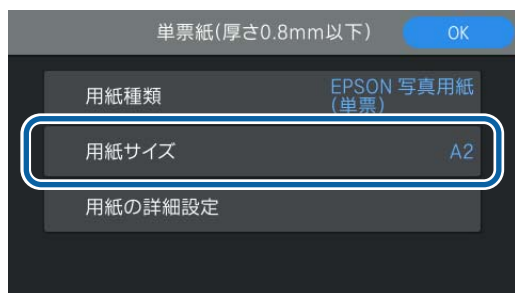 単票紙(厚さ0.8mm以下)
OK
用紙種類
EPSON 写真用紙
(単票)
用紙サイズ
A2
用紙の詳細設定